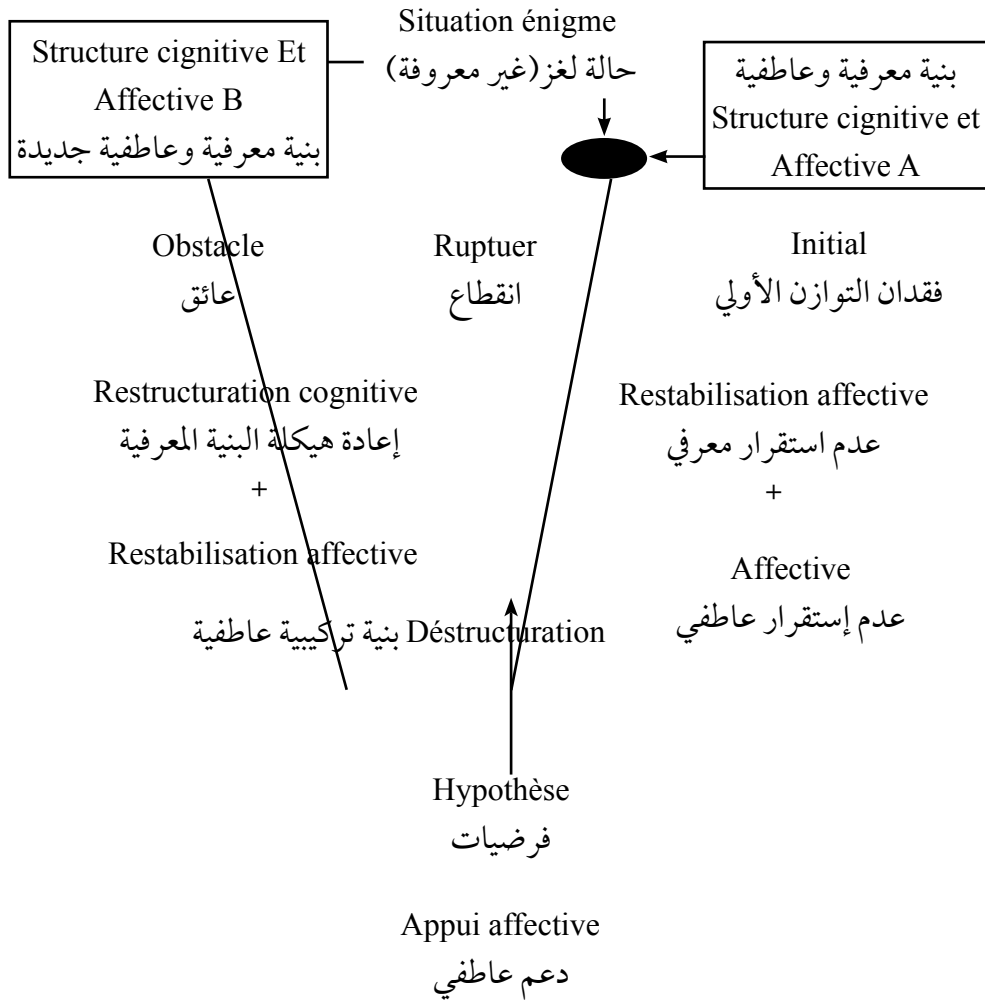 Situation énigme
حالة لغز(غير معروفة)
Structure cignitive Et
Affective B
بنية معرفية وعاطفية جديدة
بنية معرفية وعاطفية
Structure cignitive et
Affective A
Obstacle
عائق
Ruptuer
انقطاع
Initial
فقدان التوازن الأولي
Restructuration cognitive
إعادة هيكلة البنية المعرفية
+
Restabilisation affective
عدم استقرار معرفي
+
Restabilisation affective
Affective
عدم إستقرار عاطفي
Déstructuration بنية تركيبية عاطفية
Hypothèse
فرضيات
Appui affective
دعم عاطفي